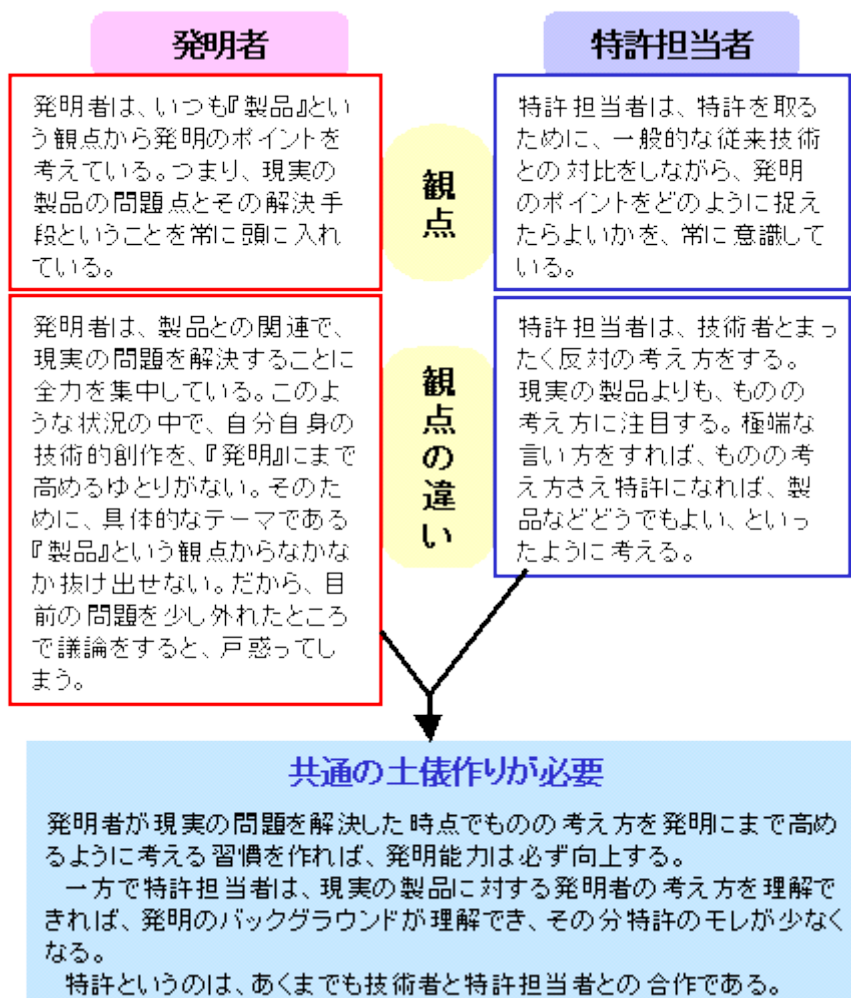 発明者
特許担当者
発明者は、いつも『製品』とい
う観点から発明のポイントを
考えている。つまり、現実の
製品の問題点とその解決手
段ということを常に頭に入れ
ている。
観点
特許担当者は、特許を取る
ために、一般的な従来技術
との対比をしながら、発明
のポイントをどのように捉え
たらよいかを、常に意識して
いる。
発明者は、製品との関連で、
現実の問題を解決することに
全力を集中している。このよ
うな状況の中で、自分自身の
技術的創作を、『発明』にまで
高めるゆとりがない。そのた
めに、具体的なテーマである
『製品』という観点からなかな
か抜け出せない。だから、目
前の問題を少し外れたところ
で議論をすると、戸惑ってし
まう。
観点の違い
特許担当者は、技術者とまっ
たく反対の考え方をする。
現実の製品よりも、ものの
考え方に注目する。極端な
言い方をすれば、ものの考
え方さえ特許になれば、製
品などどうでもよい、といっ
たように考える。
共通の土俵作りが必要
発明者が現実の問題を解決した時点でものの考え方を発明にまで高め
るように考える習慣を作れば、発明能力は必ず向上する。
一方で特許担当者は、現実の製品に対する発明者の考え方を理解で
きれば、発明のバックグラウンドが理解でき、その分特許のモレが少なく
なる。
特許というのは、あくまでも技術者と特許担当者との合作である。